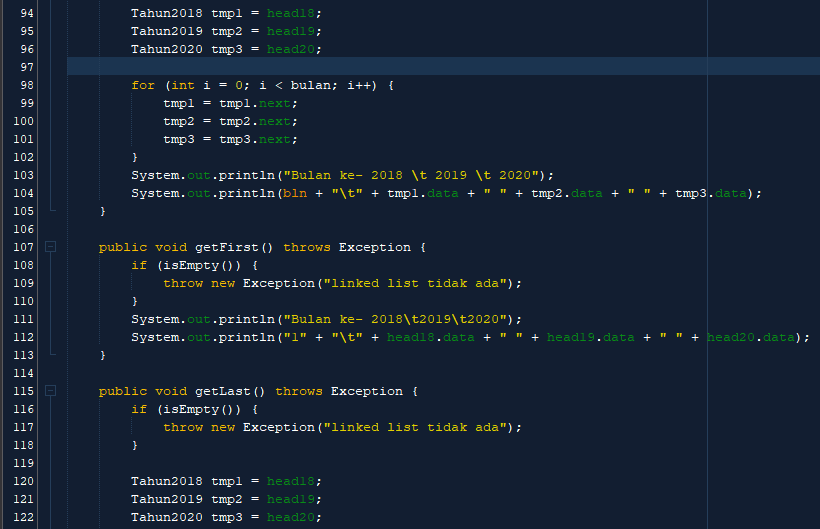 94 Tahun2018 tmp1 = head18;
95 Tahun2019 tmp2 = head19;
96 Tahun2020 tmp3 = head20;
97
98 for (int i = 0; i < bulan; i++) {
99 tmp1 = tmp1.next;
100 tmp2 = tmp2.next;
101 tmp3 = tmp3.next;
102 }
103 System.out.println("Bulan ke- 2018 \t 2019 \t 2020");
104 System.out.println(bln + "\t" + tmp1.data + " " + tmp2.data + " " + tmp3.data);
105 }
106
107 public void getFirst() throws Exception {
108 if (isEmpty()) {
109 throw new Exception("linked list tidak ada");
110 }
111 System.out.println("Bulan ke- 2018\t2019\t2020");
112 System.out.println("1" + "\t" + head18.data + " " + head19.data + " " + head20.data);
113 }
114
115 public void getLast() throws Exception {
116 if (isEmpty()) {
117 throw new Exception("linked list tidak ada");
118 }
119
120 Tahun2018 tmp1 = head18;
121 Tahun2019 tmp2 = head19;
122 Tahun2020 tmp3 = head20;